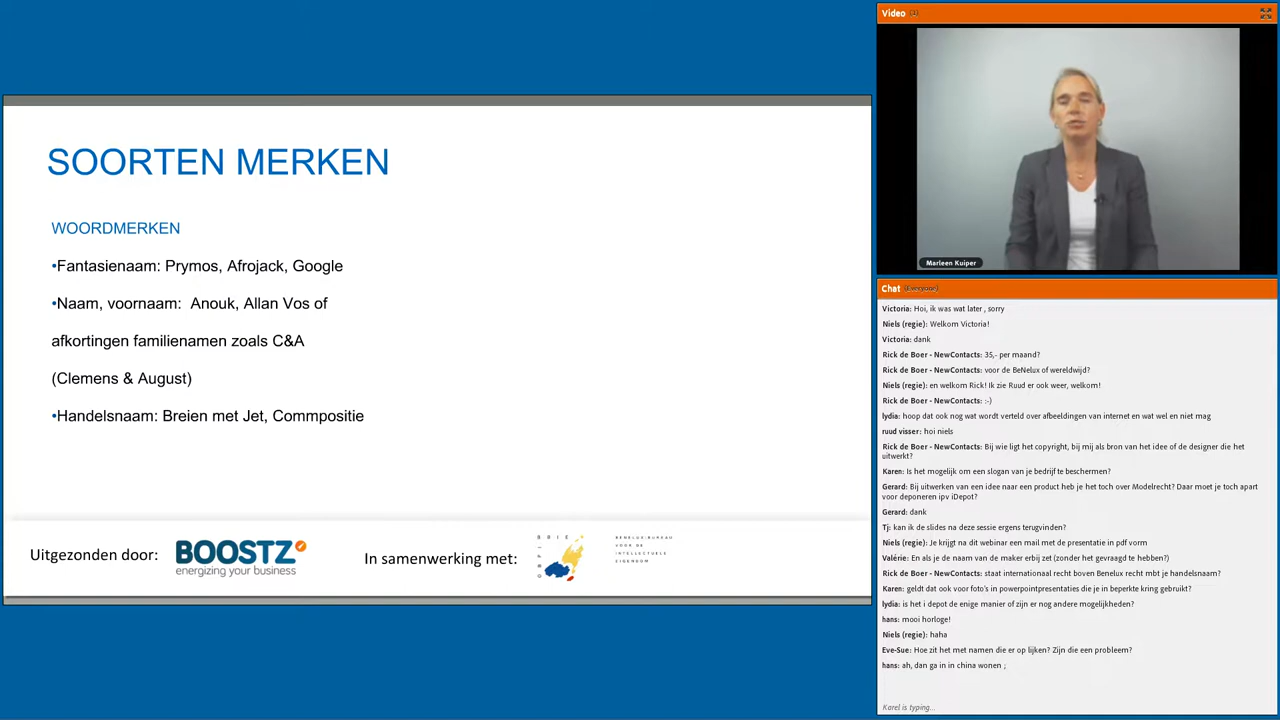 SOORTEN MERKEN
WOORDMERKEN
•Fantasienaam: Prymos, Afrojack, Google
•Naam, voornaam: Anouk, Allan Vos of
afkortingen familienamen zoals C&A
(Clemens & August)
•Handelsnaam: Breien met Jet, Commpositie
Uitgezonden door:
BOOSTZ
energizing your business
In samenwerking met:
BENELUX-BUREAU
VOOR DE
INTELLECTUELE
EIGENDOM
Video
Marleen Kuiper
Chat (Everyone)
Victoria: Hoi, ik was wat later , sorry
Niels (regie): Welkom Victoria!
Victoria: dank
Rick de Boer - NewContacts: 35,- per maand?
Rick de Boer - NewContacts: voor de BeNelux of wereldwijd?
Niels (regie): en welkom Rick! Ik zie Ruud er ook weer, welkom!
Rick de Boer - NewContacts: :-)
lydia: hoop dat ook nog wat wordt verteld over afbeeldingen van internet en wat wel en niet mag
ruud visser: hoi niels
Rick de Boer - NewContacts: Bij wie ligt het copyright, bij mij als bron van het idee of de designer die het
uitwerkt?
Karen: Is het mogelijk om een slogan van je bedrijf te beschermen?
Gerard: Bij uitwerken van een idee naar een product heb je het toch over Modelrecht? Daar moet je toch apart
voor deponeren ipv iDepot?
Gerard: dank
Tj: kan ik de slides na deze sessie ergens terugvinden?
Niels (regie): Je krijgt na dit webinar een mail met de presentatie in pdf vorm
Valérie: En als je de naam van de maker erbij zet (zonder het gevraagd te hebben?)
Rick de Boer - NewContacts: staat internationaal recht boven Benelux recht mbt je handelsnaam?
Karen: geldt dat ook voor foto's in powerpointpresentaties die je in beperkte kring gebruikt?
lydia: is het i depot de enige manier of zijn er nog andere mogelijkheden?
hans: mooi horloge!
Niels (regie): haha
Eve-Sue: Hoe zit het met namen die er op lijken? Zijn die een probleem?
hans: ah, dan ga in in china wonen ;
Karel is typing...